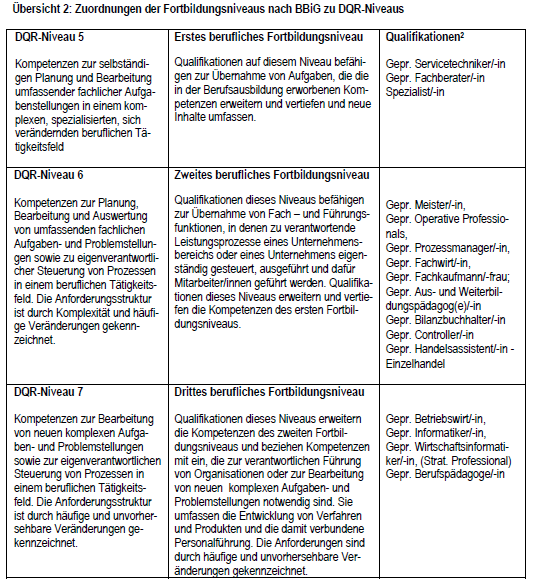 Übersicht 2: Zuordnungen der Fortbildungsniveaus nach BBiG zu DQR-Niveaus
DQR-Niveau 5
Kompetenzen zur selbständi-
gen Planung und Bearbeitung
umfassender fachlicher Aufga-
benstellungen in einem kom-
plexen, spezialisierten, sich
verändernden beruflichen Tä-
tigkeitsfeld
Erstes berufliches Fortbildungsniveau
Qualifikationen auf diesem Niveau befähi-
gen zur Übernahme von Aufgaben, die die
in der Berufsausbildung erworbenen Kom-
petenzen erweitern und vertiefen und neue
Inhalte umfassen.
Qualifikationen²
Gepr. Servicetechniker/-in
Gepr. Fachberater/-in
Spezialist/-in
DQR-Niveau 6
Kompetenzen zur Planung,
Bearbeitung und Auswertung
von umfassenden fachlichen
Aufgaben- und Problemstellun-
gen sowie zu eigenverantwortli-
cher Steuerung von Prozessen
in einem beruflichen Tätigkeits-
feld. Die Anforderungsstruktur
ist durch Komplexität und häufi-
ge Veränderungen gekenn-
zeichnet.
Zweites berufliches Fortbildungsniveau
Qualifikationen dieses Niveaus befähigen
zur Übernahme von Fach – und Führungs-
funktionen, in denen zu verantwortende
Leistungsprozesse eines Unternehmens-
bereichs oder eines Unternehmens eigen-
ständig gesteuert, ausgeführt und dafür
Mitarbeiter/innen geführt werden. Qualifika-
tionen dieses Niveaus erweitern und vertie-
fen die Kompetenzen des ersten Fortbil-
dungsniveaus.
Gepr. Meister/-in,
Gepr. Operative Professio-
nals,
Gepr. Prozessmanager/-in,
Gepr. Fachwirt/-in,
Gepr. Fachkaufmann/-frau;
Gepr. Aus- und Weiterbil-
dungspädagog(e)/-in
Gepr. Bilanzbuchhalter/-in
Gepr. Controller/-in
Gepr. Handelsassistent/-in -
Einzelhandel
DQR-Niveau 7
Kompetenzen zur Bearbeitung
von neuen komplexen Aufga-
ben- und Problemstellungen
sowie zur eigenverantwortlichen
Steuerung von Prozessen in
einem beruflichen Tätigkeits-
feld. Die Anforderungsstruktur
ist durch häufige und unvorher-
sehbare Veränderungen ge-
kennzeichnet.
Drittes berufliches Fortbildungsniveau
Qualifikationen dieses Niveaus erweitern
die Kompetenzen des zweiten Fortbil-
dungsniveaus und beziehen Kompetenzen
mit ein, die zur verantwortlichen Führung
von Organisationen oder zur Bearbeitung
von neuen komplexen Aufgaben- und
Problemstellungen notwendig sind. Sie
umfassen die Entwicklung von Verfahren
und Produkten und die damit verbundene
Personalführung. Die Anforderungen sind
durch häufige und unvorhersehbare Ver-
änderungen gekennzeichnet.
Gepr. Betriebswirt/-in,
Gepr. Informatiker/-in,
Gepr. Wirtschaftsinformati-
ker/-in, (Strat. Professional)
Gepr. Berufspädagoge/-in